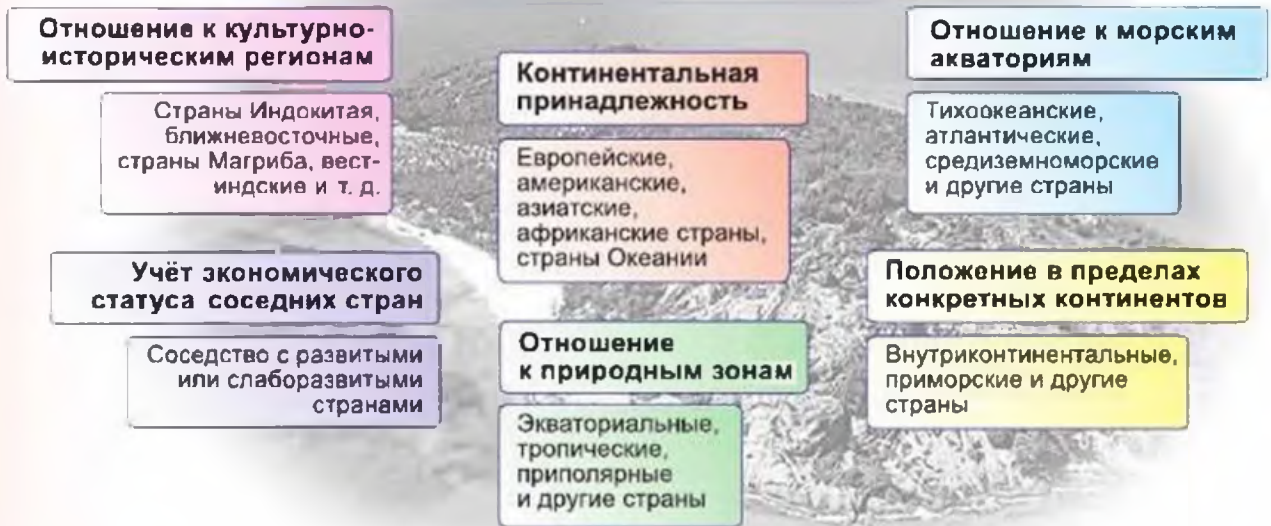 Отношение к культурно-
историческим регионам
Страны Индокитая,
ближневосточные,
страны Магриба, вест-
индские и т. д.
Континентальная
принадлежность
Европейские,
американские,
азиатские,
африканские страны,
страны Океании
Отношение к морским
акваториям
Тихоокеанские,
атлантические,
средиземноморские
и другие страны
Учёт экономического
статуса соседних стран
Соседство с развитыми
или слаборазвитыми
странами
Отношение
к природным зонам
Экваториальные,
тропические,
приполярные
и другие страны
Положение в пределах
конкретных континентов
Внутриконтинентальные,
приморские и другие
страны